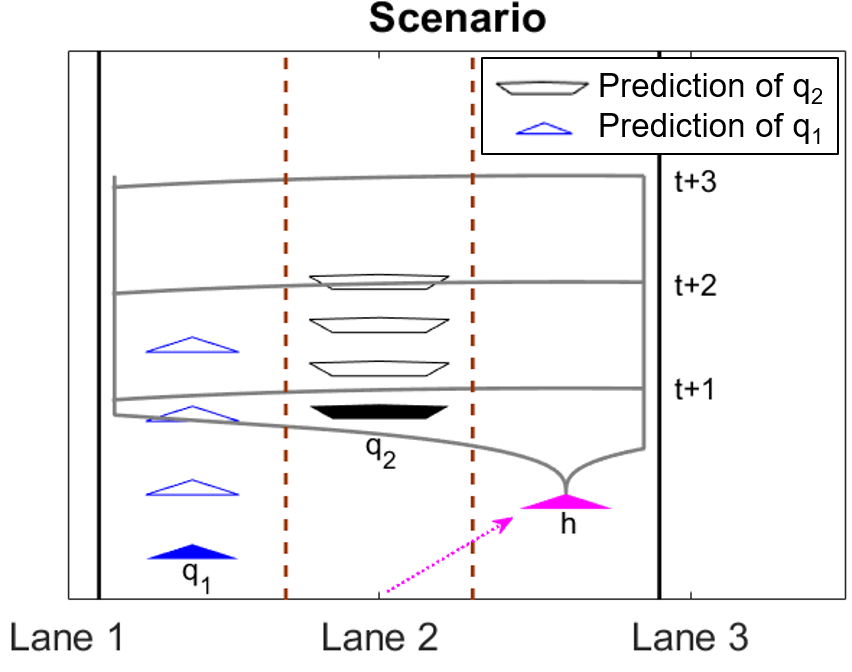 Scenario
Prediction of q₂
Prediction of q₁
t+3
t+2
t+1
q₂
h
q₁
Lane 1 Lane 2 Lane 3